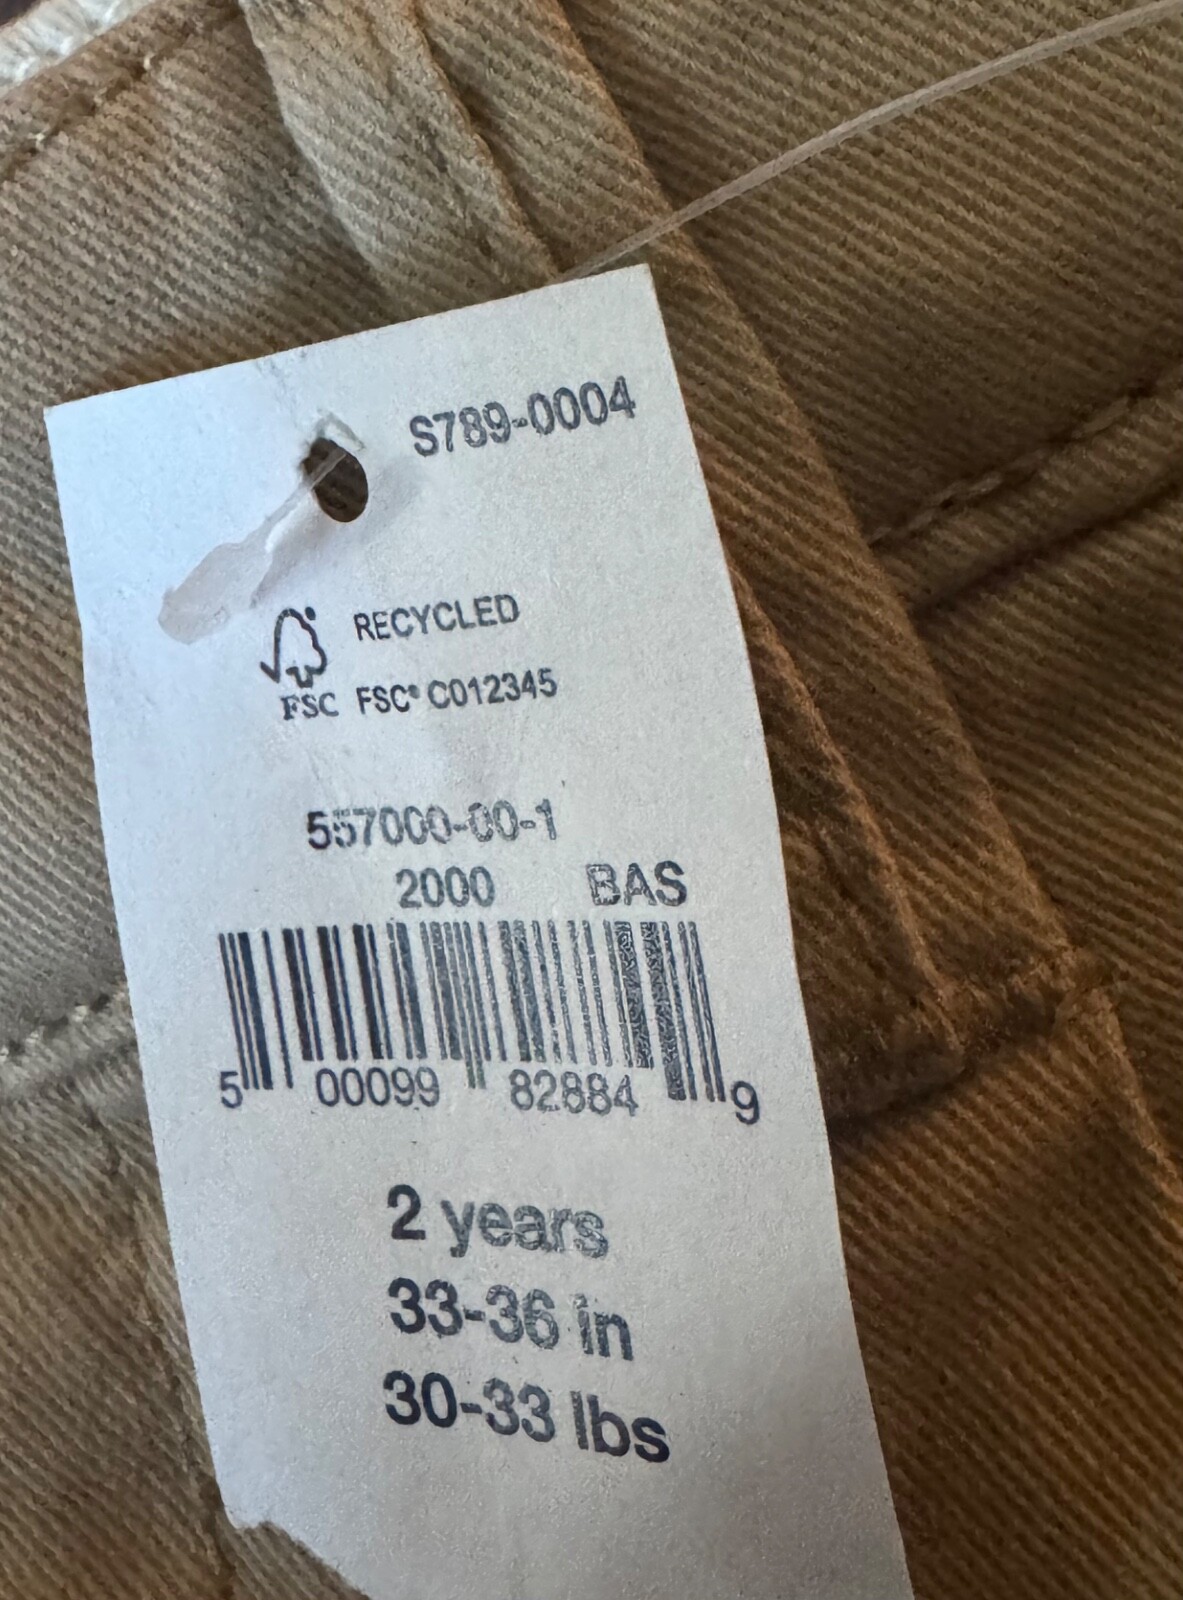 S789-0004
RECYCLED
FSC FSC® C012345
557000-00-1
2000 BAS
5 00099 82884 9
2 years
33-36 in
30-33 lbs